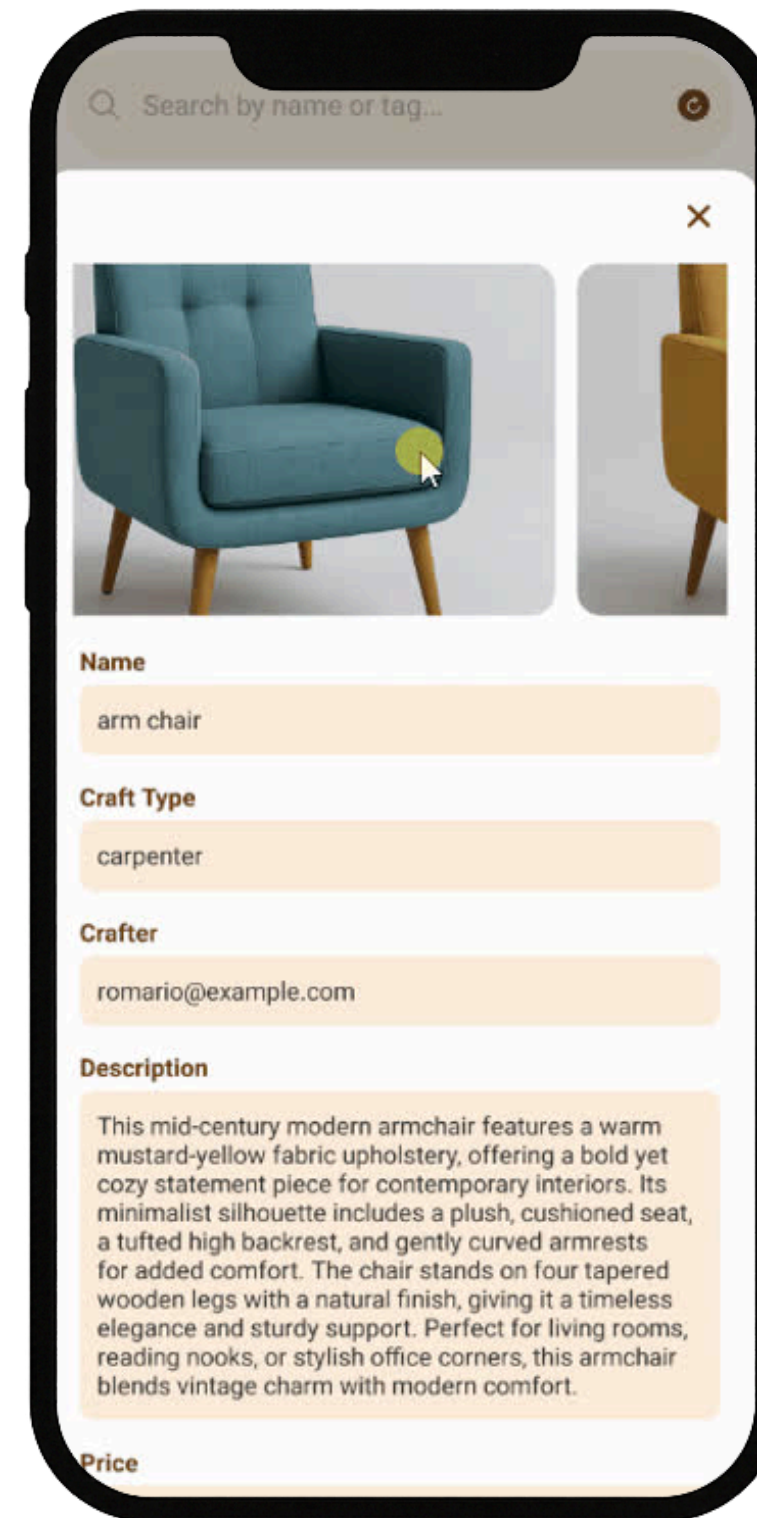 Search by name or tag...
Name
arm chair
Craft Type
carpenter
Crafter
romario@example.com
Description
This mid-century modern armchair features a warm
mustard-yellow fabric upholstery, offering a bold yet
cozy statement piece for contemporary interiors. Its
minimalist silhouette includes a plush, cushioned seat,
a tufted high backrest, and gently curved armrests
for added comfort. The chair stands on four tapered
wooden legs with a natural finish, giving it a timeless
elegance and sturdy support. Perfect for living rooms,
reading nooks, or stylish office corners, this armchair
blends vintage charm with modern comfort.
Price